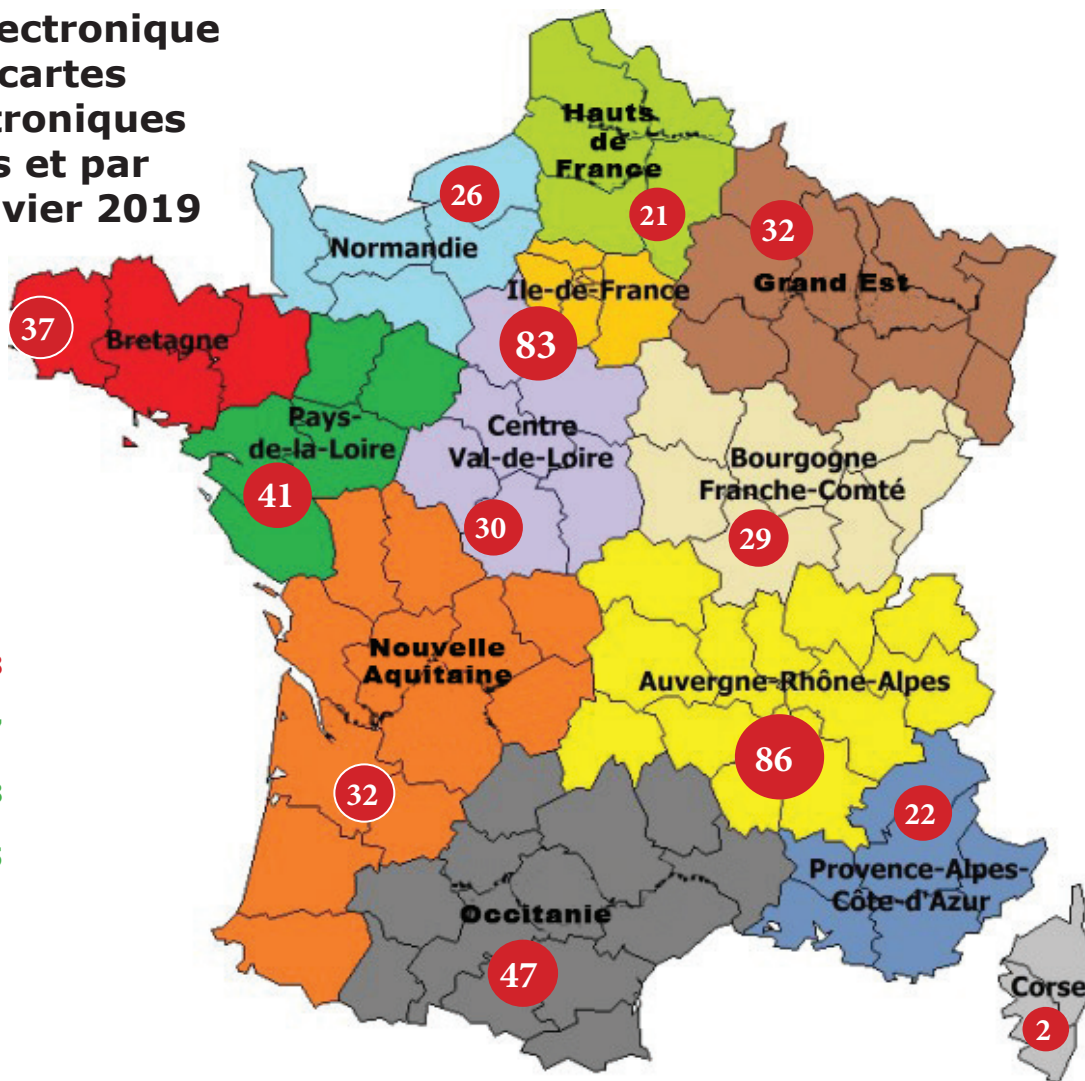 ectronique
cartes
troniques
s et par
vier 2019
Hauts
de
France
26
21
32
Normandie
Ile-de-France
Grand Est
37
Bretagne
83
Pays-
de-la-Loire
Centre
Val-de-Loire
Bourgogne
Franche-Comté
41
30
29
Nouvelle
Aquitaine
Auvergne-Rhône-Alpes
86
32
22
Provence-Alpes-
Côte-d'Azur
Occitanie
47
Corse
2